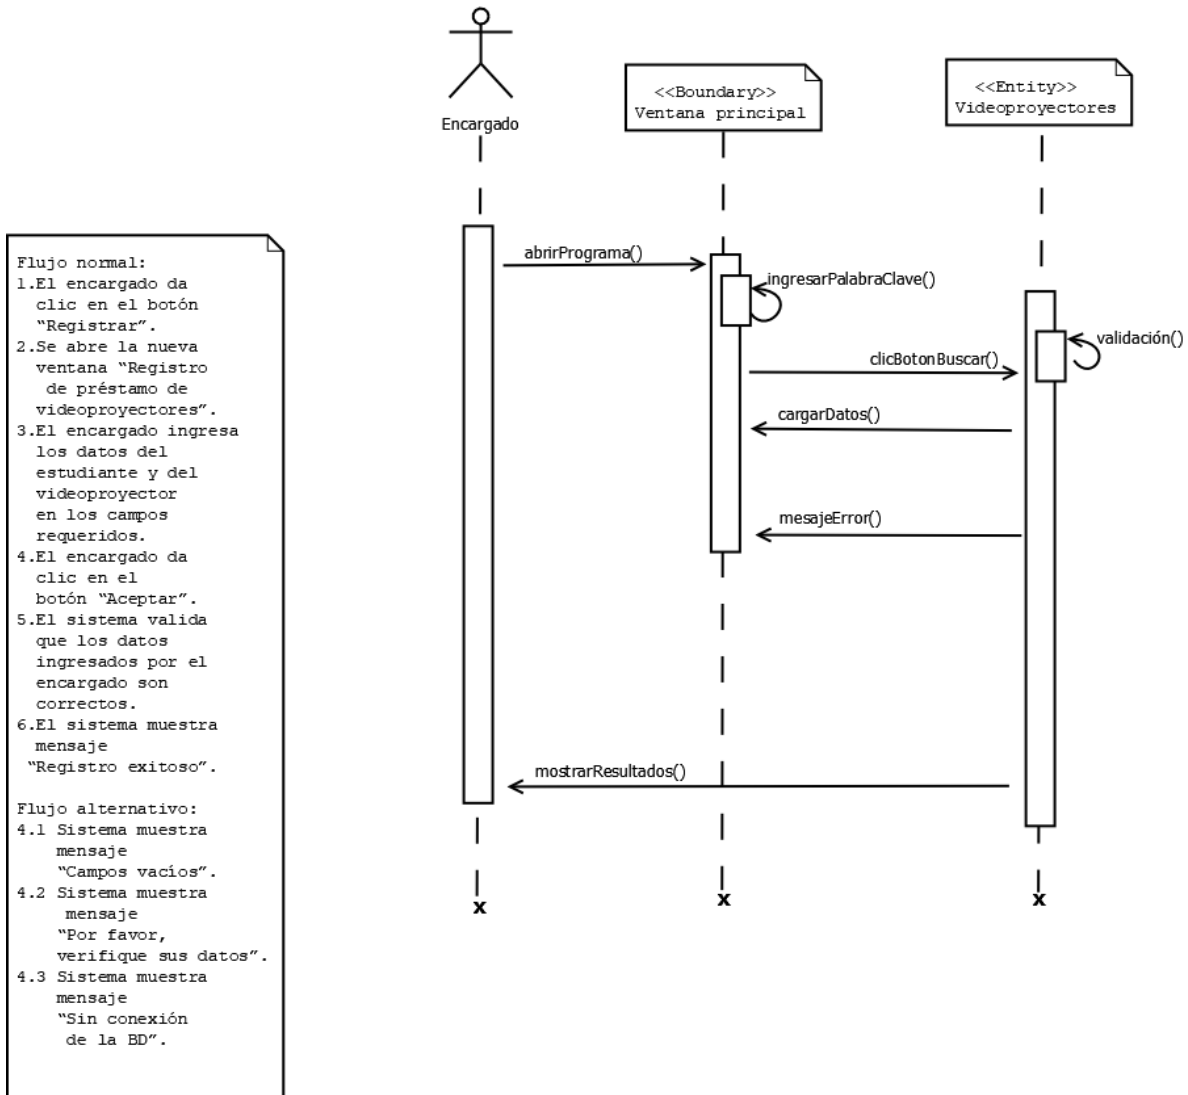 Encargado
<<Boundary>>
Ventana principal
<<Entity>>
Videoproyectores
abrirPrograma()
ingresarPalabraClave()
validación()
clicBotonBuscar()
cargarDatos()
mesajeError()
mostrarResultados()
x
x
x
Flujo normal:
1.El encargado da
clic en el botón
“Registrar”.
2.Se abre la nueva
ventana “Registro
de préstamo de
videoproyectores”.
3.El encargado ingresa
los datos del
estudiante y del
videoproyector
en los campos
requeridos.
4.El encargado da
clic en el
botón “Aceptar”.
5.El sistema valida
que los datos
ingresados por el
encargado son
correctos.
6.El sistema muestra
mensaje
“Registro exitoso”.
Flujo alternativo:
4.1 Sistema muestra
mensaje
“Campos vacíos”.
4.2 Sistema muestra
mensaje
“Por favor,
verifique sus datos”.
4.3 Sistema muestra
mensaje
“Sin conexión
de la BD”.